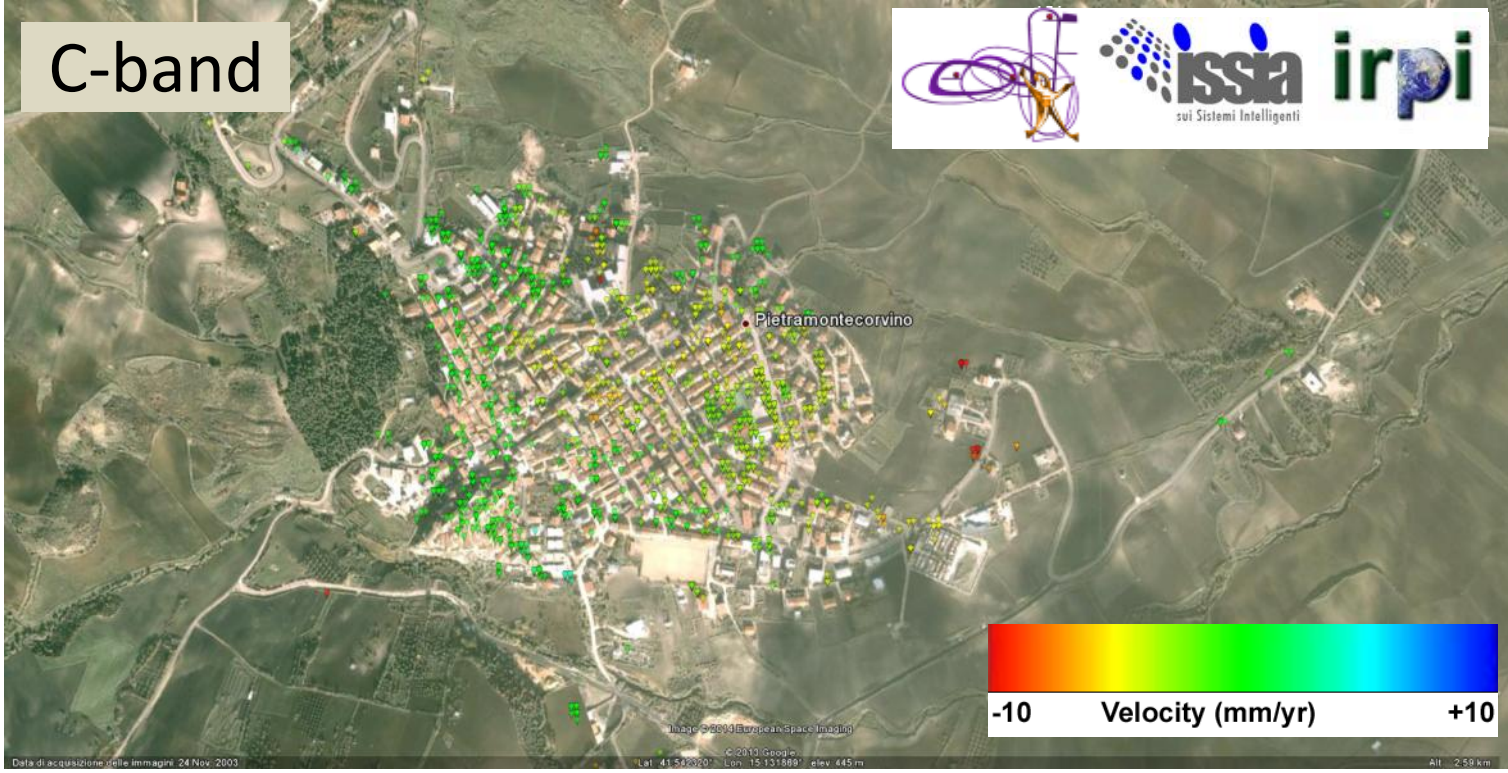 C-band
issia
sui Sistemi Intelligenti
irpi
Pietramontecorvino
-10 Velocity (mm/yr) +10
Image © 2014 European Space Imaging
© 2013 Google
Data di acquisizione delle immagini: 24 Nov. 2003 Lat 41.542320° Lon 15.131869° elev 445 m Alt 2.59 km